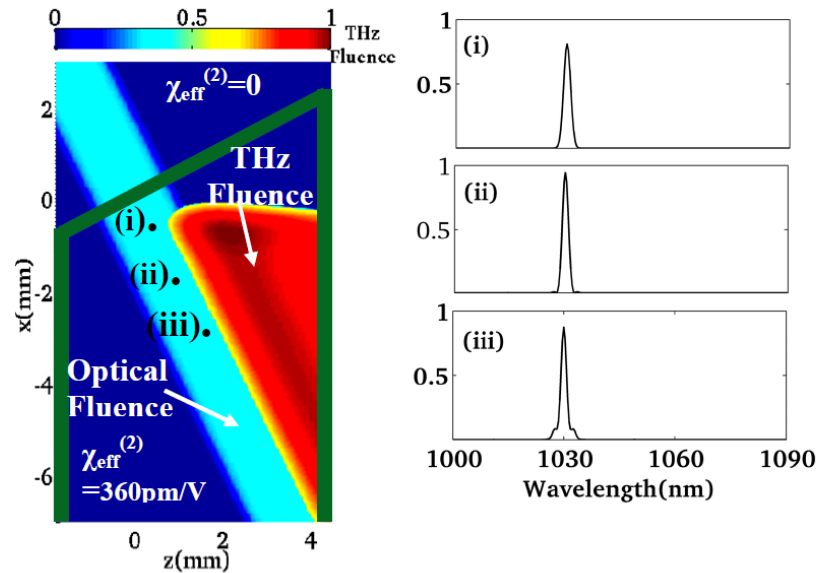 0 0.5 1
THz
Fluence
χeff(2)=0
2
0
-2
-4
-6
x(mm)
THz
Fluence
(i).
(ii).
(iii).
Optical
Fluence
χeff(2)
=360pm/V
0 2 4
z(mm)
1
0.5
(i)
1
0.5
(ii)
1
0.5
(iii)
1000 1030 1060 1090
Wavelength(nm)